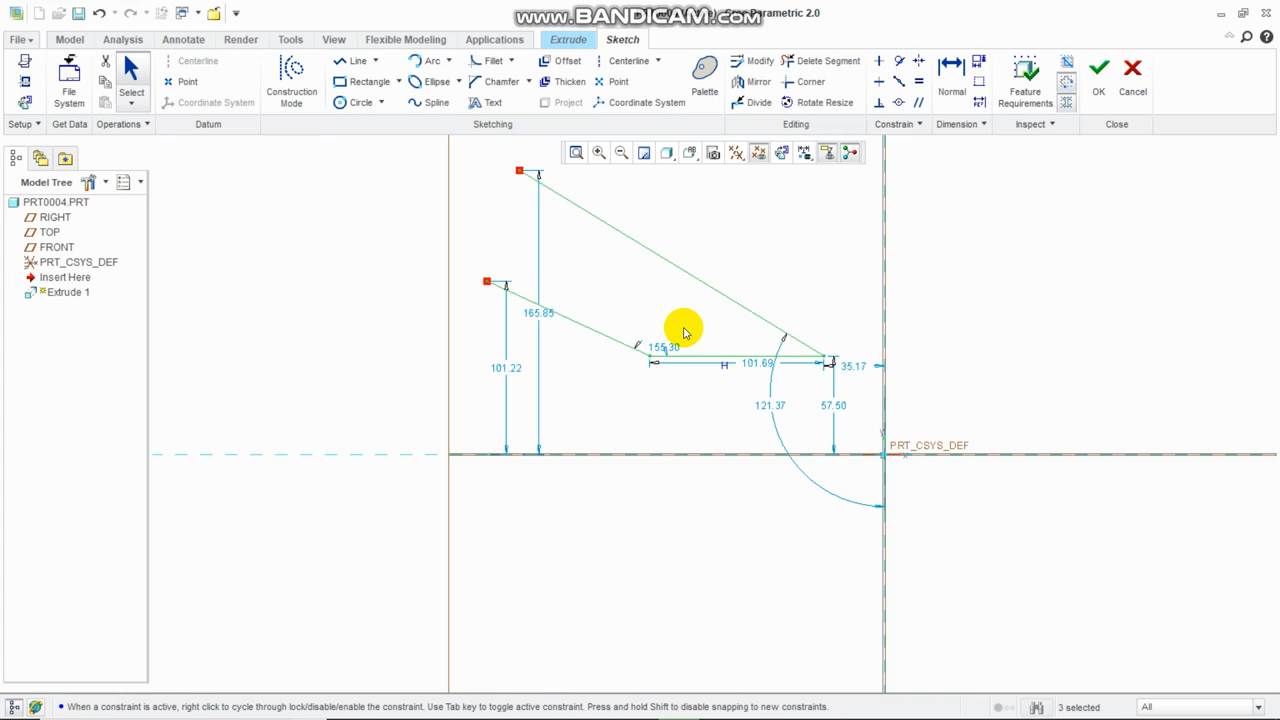 www.BANDICAM.com
Creo Parametric 2.0
File
Model
Analysis
Annotate
Render
Tools
View
Flexible Modeling
Applications
Extrude
Sketch
Centerline
Line
Arc
Fillet
Offset
Centerline
Modify
Delete Segment
Point
Rectangle
Ellipse
Chamfer
Thicken
Point
Mirror
Corner
Coordinate System
Circle
Spline
Text
Project
Coordinate System
Divide
Rotate Resize
File System
Select
Construction Mode
Palette
Normal
Feature Requirements
OK
Cancel
Setup
Get Data
Operations
Datum
Sketching
Editing
Constrain
Dimension
Inspect
Close
Model Tree
PRT0004.PRT
RIGHT
TOP
FRONT
PRT_CSYS_DEF
Insert Here
Extrude 1
165.85
155.30
101.22
H
101.69
35.17
121.37
57.50
PRT_CSYS_DEF
y
x
When a constraint is active, right click to cycle through lock/disable/enable the constraint. Use Tab key to toggle active constraint. Press and hold Shift to disable snapping to new constraints.
3 selected
All